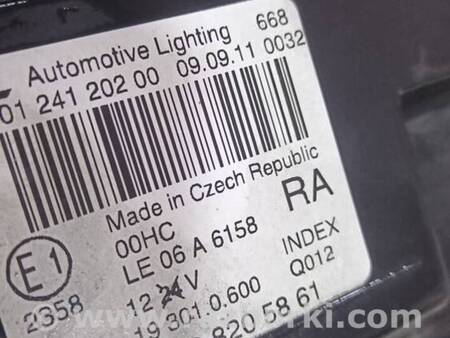 Automotive Lighting 668
01 241 202 00 09.09.11 0032
Made in Czech Republic
00HC RA
LE 06 A 6158
E1 12 24 V INDEX
2358 19 301.0.600 Q012
820 58 61